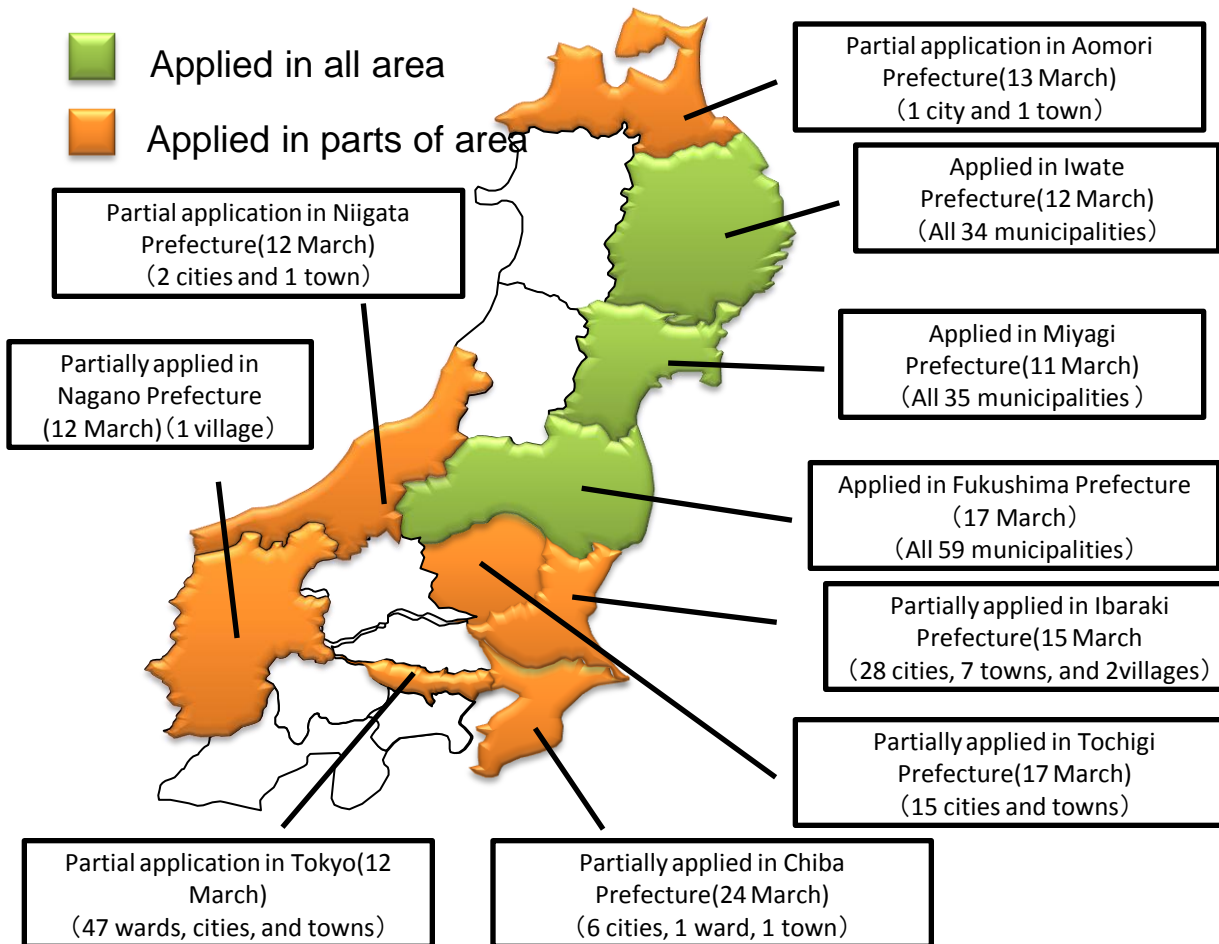 Applied in all area
Applied in parts of area
Partial application in Aomori
Prefecture(13 March)
(1 city and 1 town)
Applied in Iwate
Prefecture(12 March)
(All 34 municipalities)
Partial application in Niigata
Prefecture(12 March)
(2 cities and 1 town)
Applied in Miyagi
Prefecture(11 March)
(All 35 municipalities)
Partially applied in
Nagano Prefecture
(12 March)(1 village)
Applied in Fukushima Prefecture
(17 March)
(All 59 municipalities)
Partially applied in Ibaraki
Prefecture(15 March
(28 cities, 7 towns, and 2villages)
Partially applied in Tochigi
Prefecture(17 March)
(15 cities and towns)
Partial application in Tokyo(12
March)
(47 wards, cities, and towns)
Partially applied in Chiba
Prefecture(24 March)
(6 cities, 1 ward, 1 town)